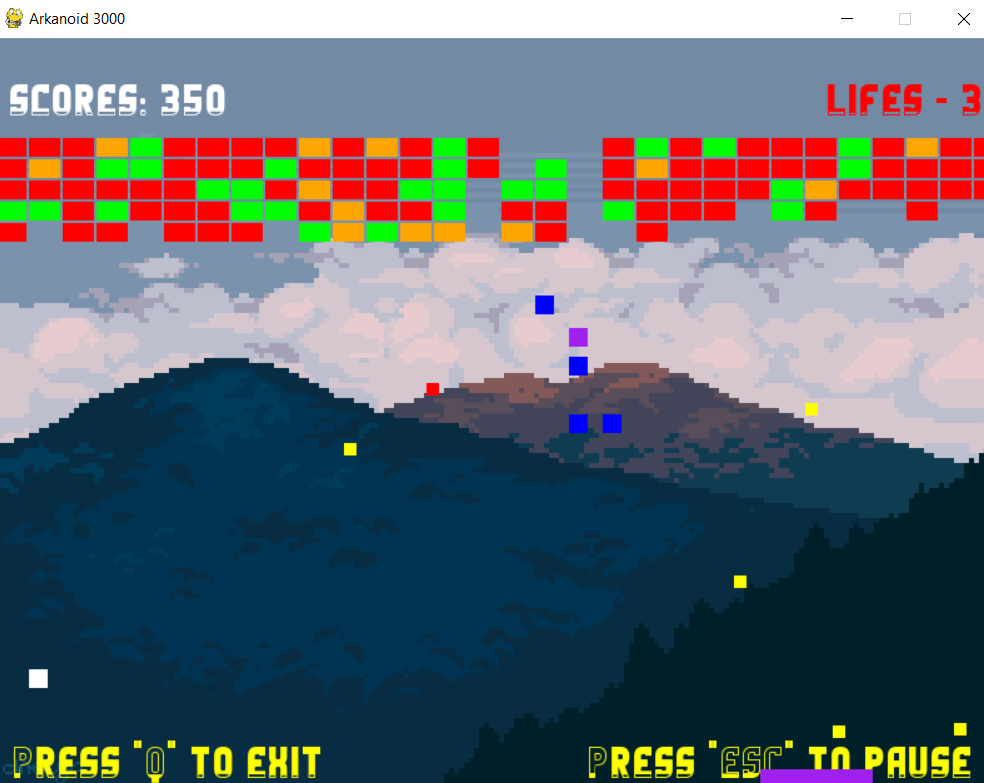 Arkanoid 3000
SCORES: 350
LIFES - 3
PRESS "Q" TO EXIT
PRESS "ESC" TO PAUSE